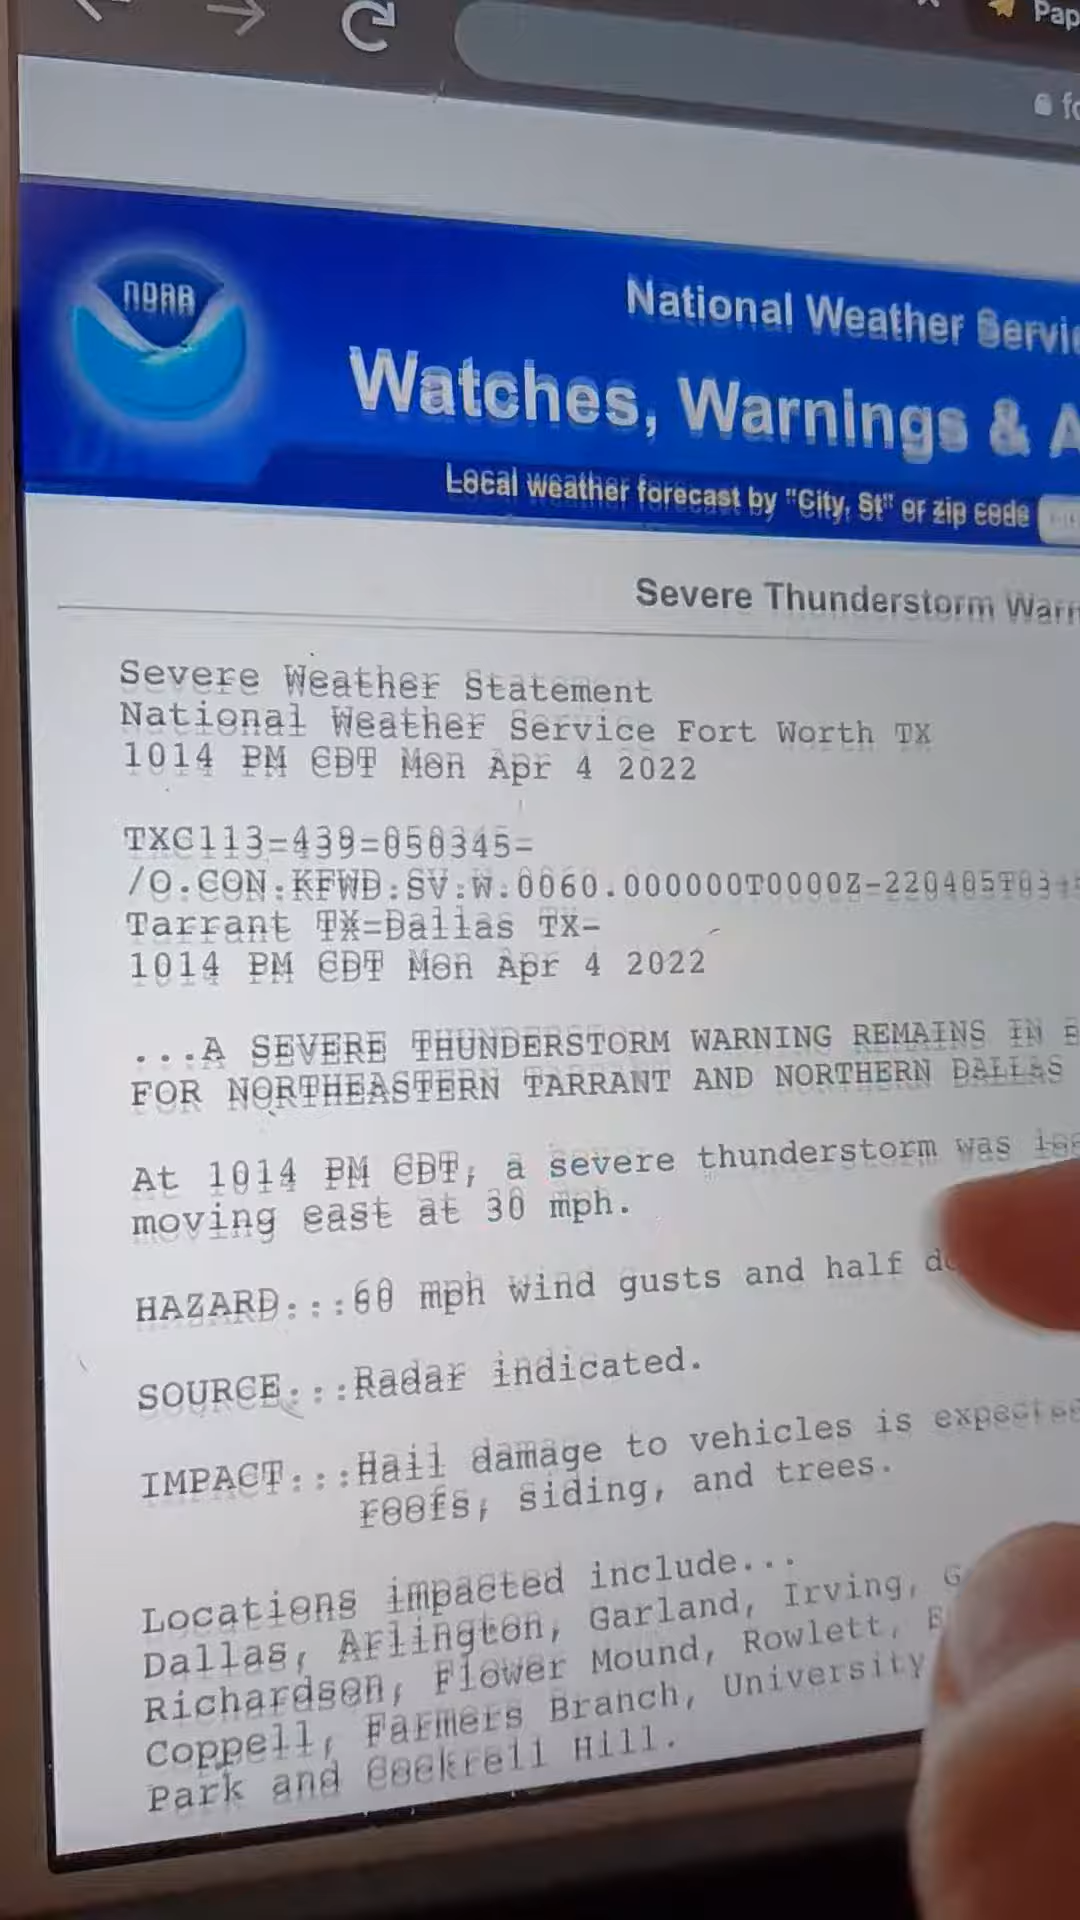 Pap
noaa
National Weather Servic
Watches, Warnings & A
Local weather forecast by "City, St" or zip code
Severe Thunderstorm Warn
Severe Weather Statement
National Weather Service Fort Worth TX
1014 PM CDT Mon Apr 4 2022
TXC113-439-050345-
/O.CON.KFWD.SV.W.0060.000000T0000Z-220405T034
Tarrant TX-Dallas TX-
1014 PM CDT Mon Apr 4 2022
...A SEVERE THUNDERSTORM WARNING REMAINS IN E
FOR NORTHEASTERN TARRANT AND NORTHERN DALLAS
At 1014 PM CDT, a severe thunderstorm was
moving east at 30 mph.
HAZARD...60 mph wind gusts and half
SOURCE...Radar indicated.
IMPACT...Hail damage to vehicles is expected
roofs, siding, and trees.
Locations impacted include...
Dallas, Arlington, Garland, Irving, G
Richardson, Flower Mound, Rowlett,
Coppell, Farmers Branch, University
Park and Cockrell Hill.